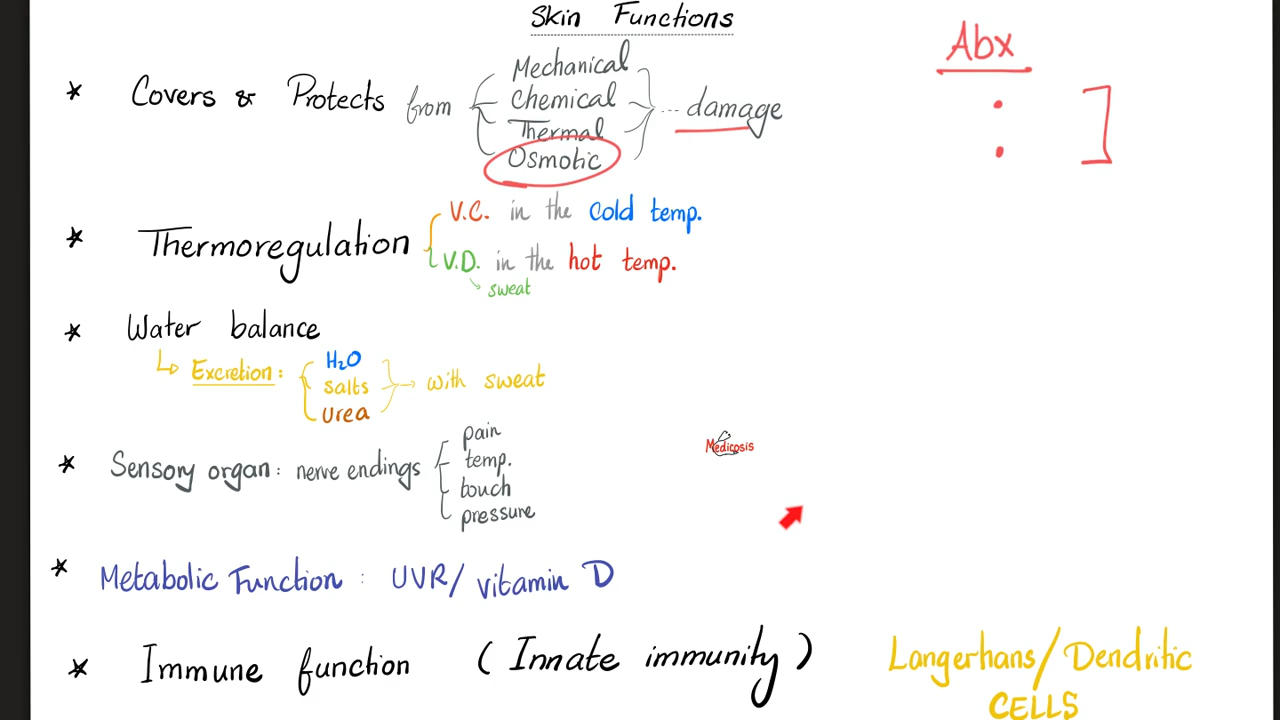 Skin Functions
Abx
* Covers & Protects from Mechanical
Chemical
Thermal
Osmotic
... damage
* Thermoregulation V.C. in the cold temp.
V.D. in the hot temp.
sweat
* Water balance
Excretion: H₂O
Salts
Urea
with sweat
* Sensory organ: nerve endings pain
temp.
touch
pressure
Medicosis
* Metabolic Function: UVR/ vitamin D
* Immune function (Innate immunity) Langerhans/Dendritic
CELLS